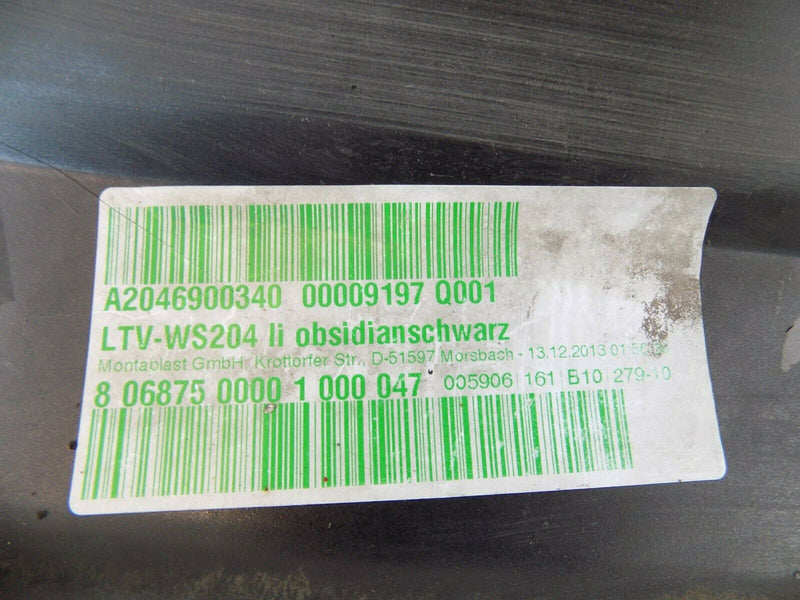 A2046900340 00009197 Q001
LTV-WS204 li obsidianschwarz
Montaplast GmbH, Krottorfer Str., D-51597 Morsbach - 13.12.2013
8 06875 0000 1 000 047 005906 161 B10 279-10